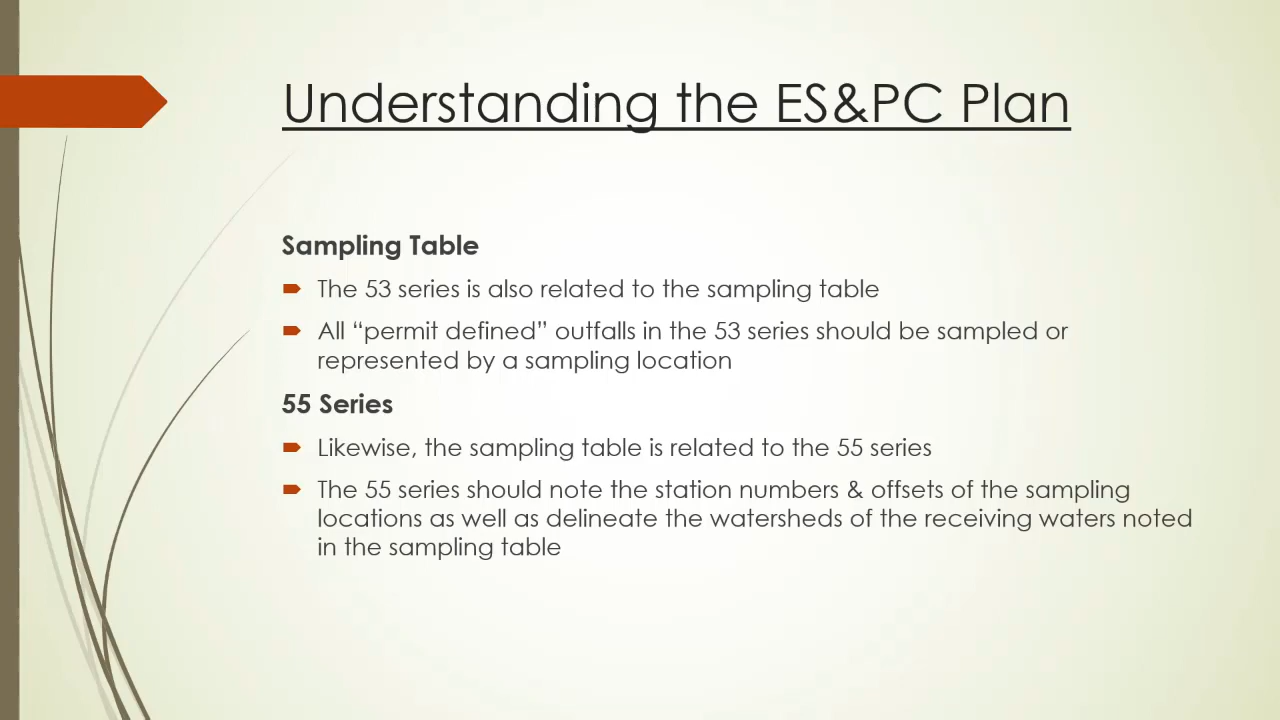 Understanding the ES&PC Plan
Sampling Table
The 53 series is also related to the sampling table
All “permit defined” outfalls in the 53 series should be sampled or
represented by a sampling location
55 Series
Likewise, the sampling table is related to the 55 series
The 55 series should note the station numbers & offsets of the sampling
locations as well as delineate the watersheds of the receiving waters noted
in the sampling table